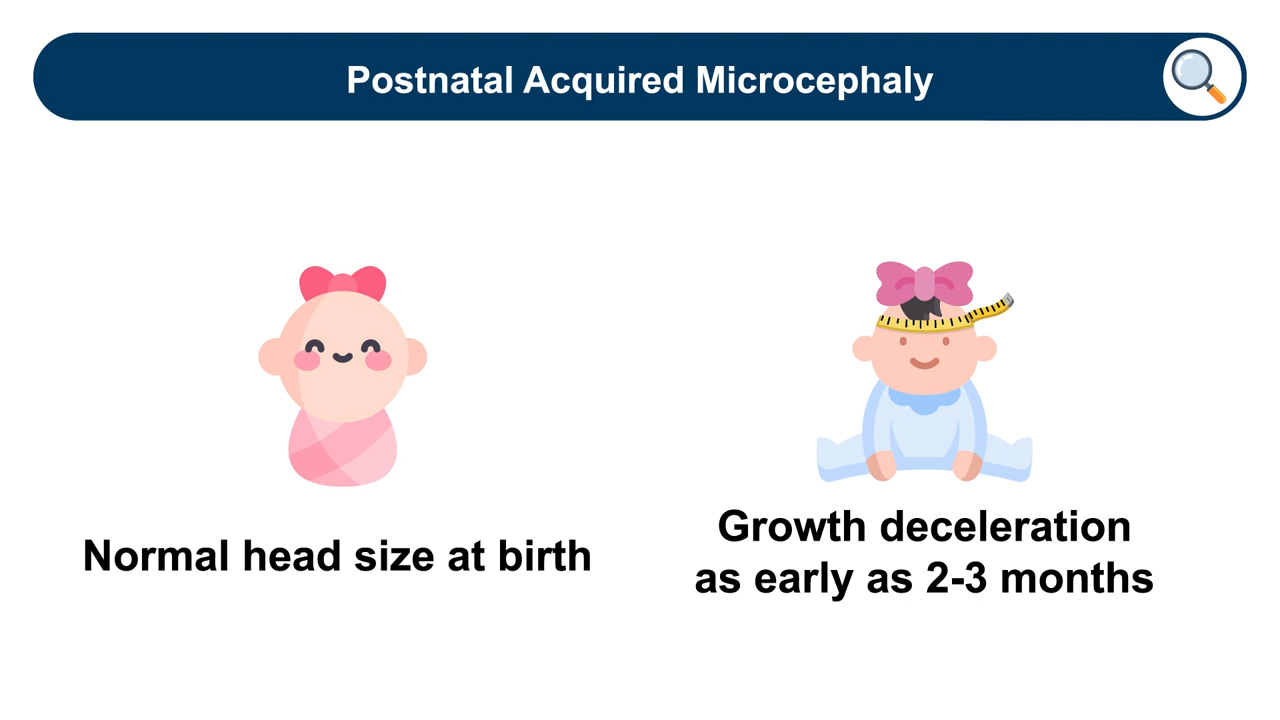 Postnatal Acquired Microcephaly
Normal head size at birth
Growth deceleration
as early as 2-3 months